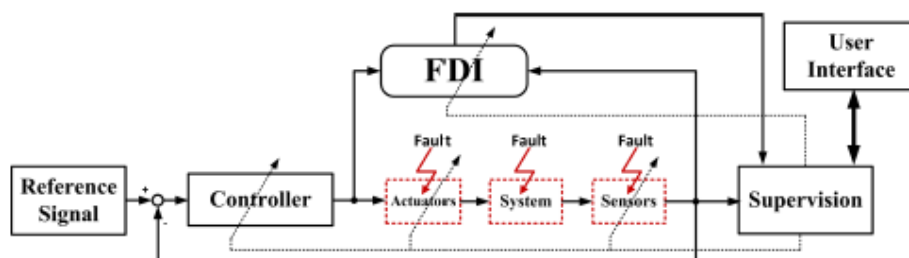 FDI
User
Interface
Fault
Fault
Fault
Reference
Signal
+
-
Controller
Actuators
System
Sensors
Supervision